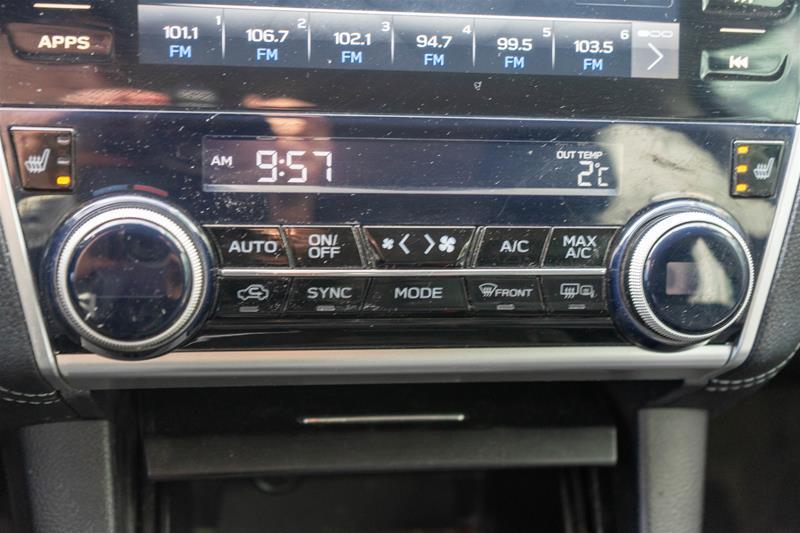 APPS
101.1 1 106.7 2 102.1 3 94.7 4 99.5 5 103.5 6
FM FM FM FM FM FM
AM 9:57 OUT TEMP
2°C
AUTO ON/OFF A/C MAX A/C
SYNC MODE FRONT